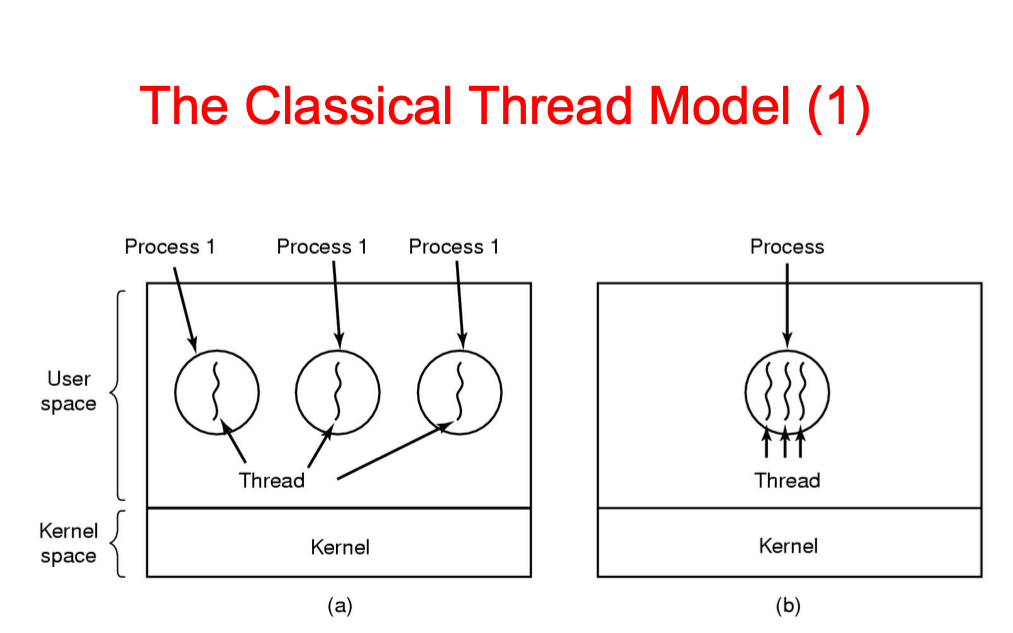 The Classical Thread Model (1)
Process 1 Process 1 Process 1 Process
User
space
Thread Thread
Kernel
space
Kernel Kernel
(a) (b)